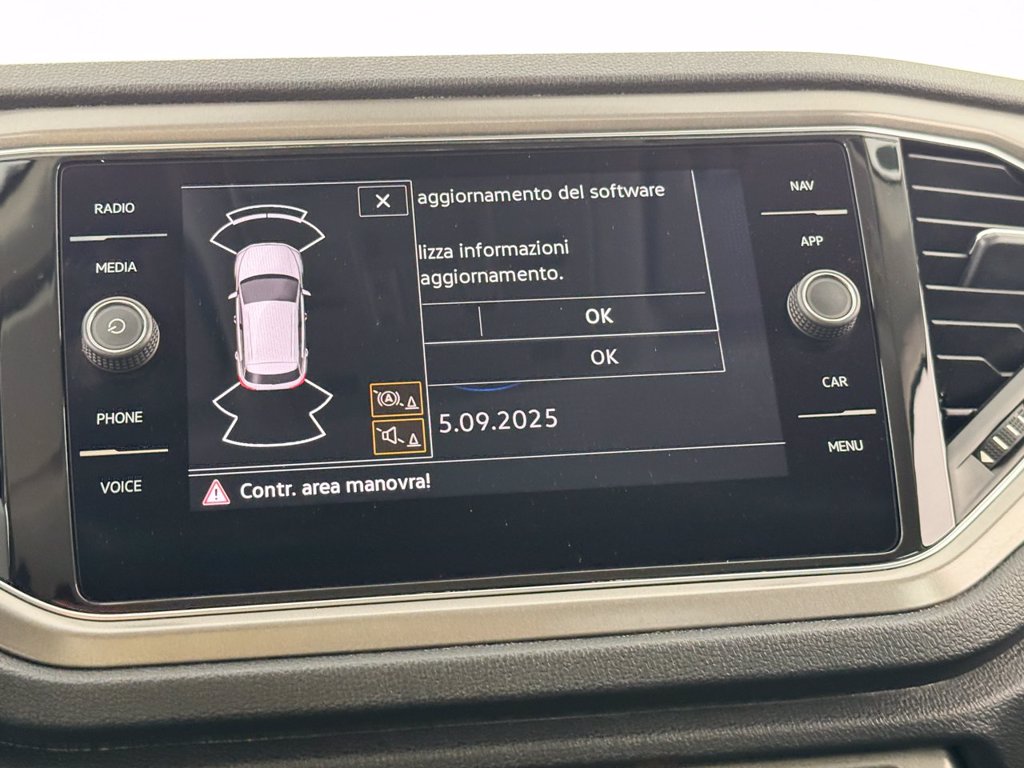 RADIO
MEDIA
PHONE
VOICE
aggiornamento del software
lizza informazioni
aggiornamento.
OK
OK
5.09.2025
Contr. area manovra!
NAV
APP
CAR
MENU